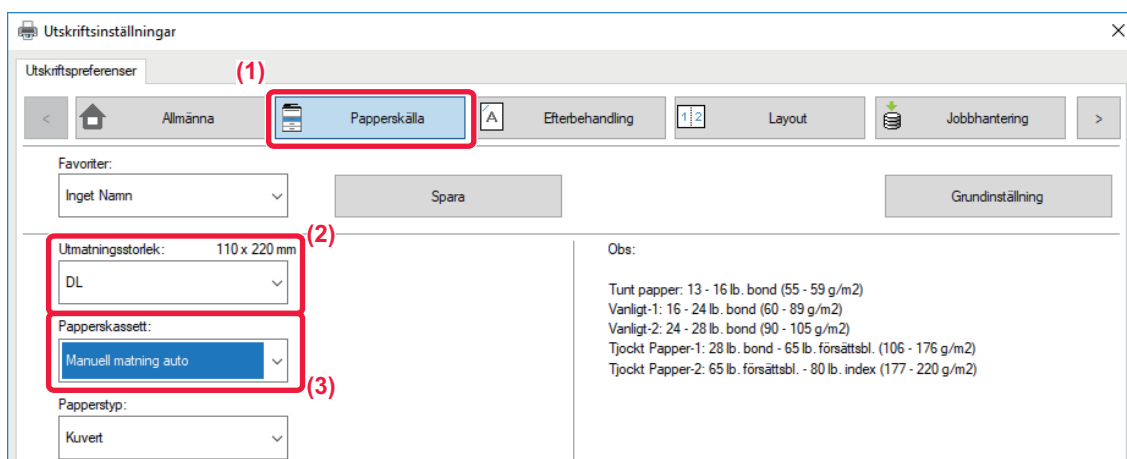 Utskriftsinställningar
Utskriftspreferenser
(1)
< Allmänna Papperskälla A Efterbehandling 1 2 Layout Jobbhantering >
Favoriter:
Inget Namn
Spara
Grundinställning
(2)
Utmatningsstorlek: 110 x 220 mm
DL
Papperskassett:
Manuell matning auto
(3)
Papperstyp:
Kuvert
Obs:
Tunt papper: 13 - 16 lb. bond (55 - 59 g/m2)
Vanligt-1: 16 - 24 lb. bond (60 - 89 g/m2)
Vanligt-2: 24 - 28 lb. bond (90 - 105 g/m2)
Tjockt Papper-1: 28 lb. bond - 65 lb. försättsbl. (106 - 176 g/m2)
Tjockt Papper-2: 65 lb. försättsbl. - 80 lb. index (177 - 220 g/m2)